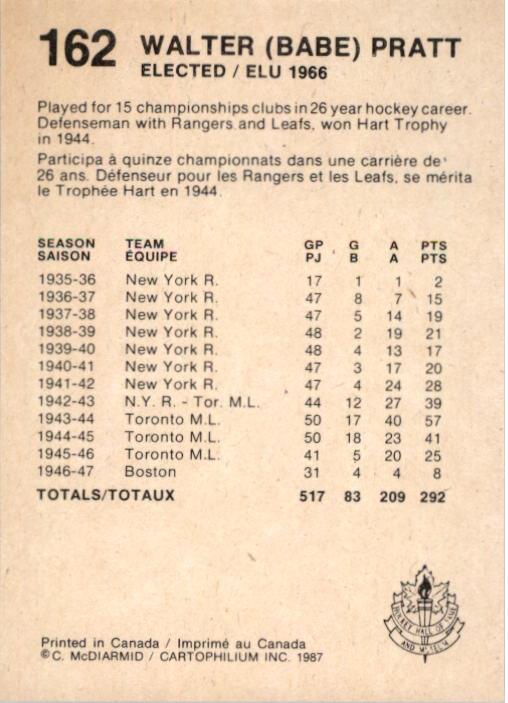 162 WALTER (BABE) PRATT
ELECTED / ELU 1966
Played for 15 championships clubs in 26 year hockey career.
Defenseman with Rangers and Leafs, won Hart Trophy
in 1944.
Participa à quinze championnats dans une carrière de
26 ans. Défenseur pour les Rangers et les Leafs, se mérita
le Trophée Hart en 1944.
SEASON TEAM GP G A PTS
SAISON ÉQUIPE PJ B A PTS
1935-36 New York R. 17 1 1 2
1936-37 New York R. 47 8 7 15
1937-38 New York R. 47 5 14 19
1938-39 New York R. 48 2 19 21
1939-40 New York R. 48 4 13 17
1940-41 New York R. 47 3 17 20
1941-42 New York R. 47 4 24 28
1942-43 N.Y. R. - Tor. M.L. 44 12 27 39
1943-44 Toronto M.L. 50 17 40 57
1944-45 Toronto M.L. 50 18 23 41
1945-46 Toronto M.L. 41 5 20 25
1946-47 Boston 31 4 4 8
TOTALS/TOTAUX 517 83 209 292
HOCKEY HALL OF FAME
AND MUSEUM
Printed in Canada / Imprimé au Canada
©C. McDIARMID / CARTOPHILIUM INC. 1987